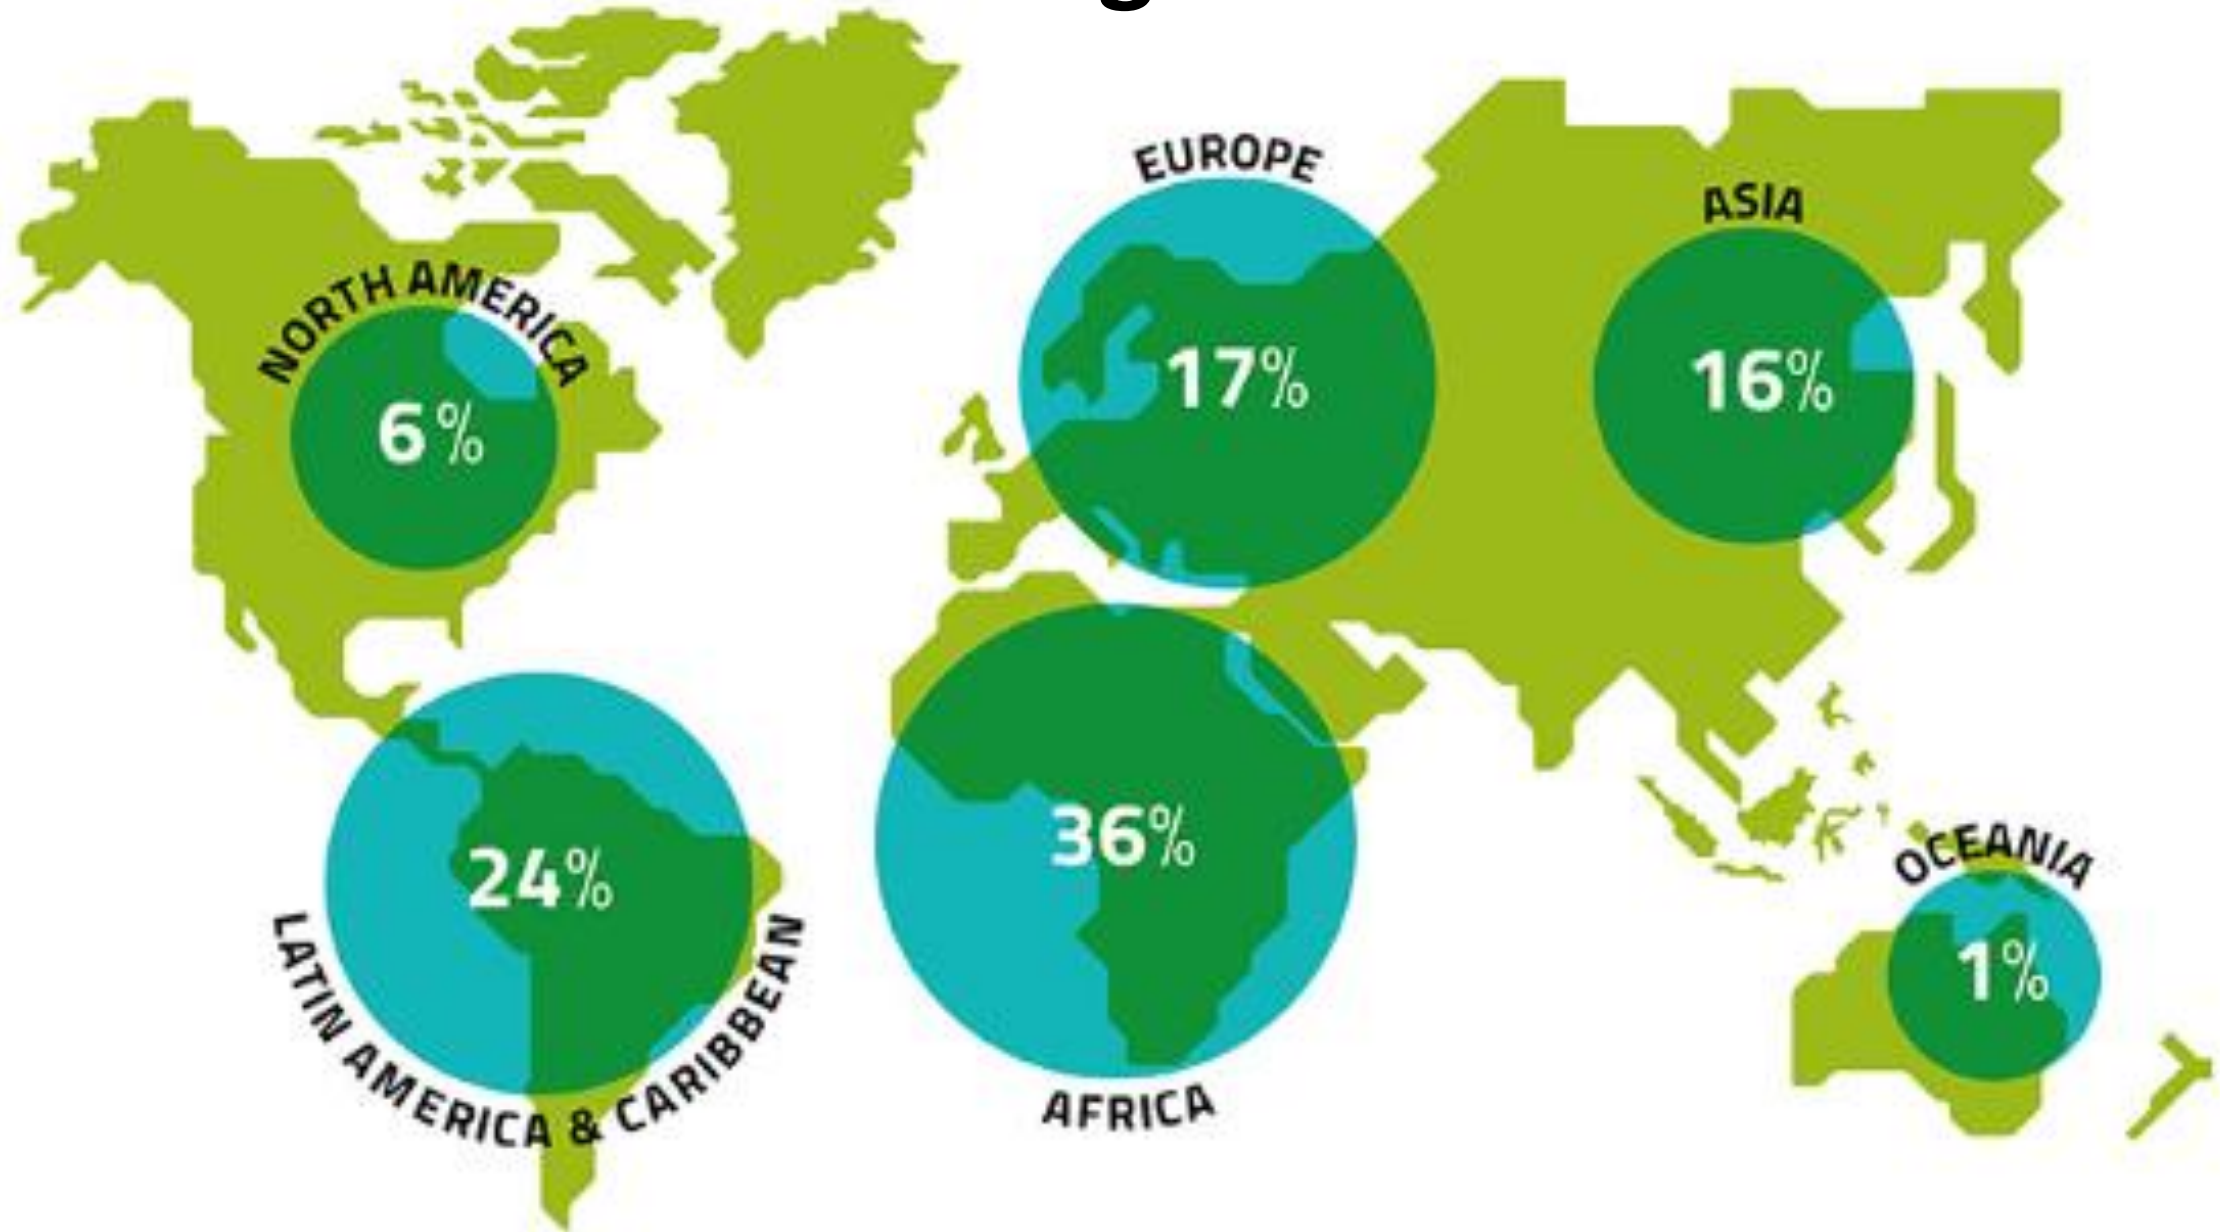 EUROPE
17%
ASIA
16%
NORTH AMERICA
6%
24%
LATIN AMERICA & CARIBBEAN
36%
AFRICA
OCEANIA
1%